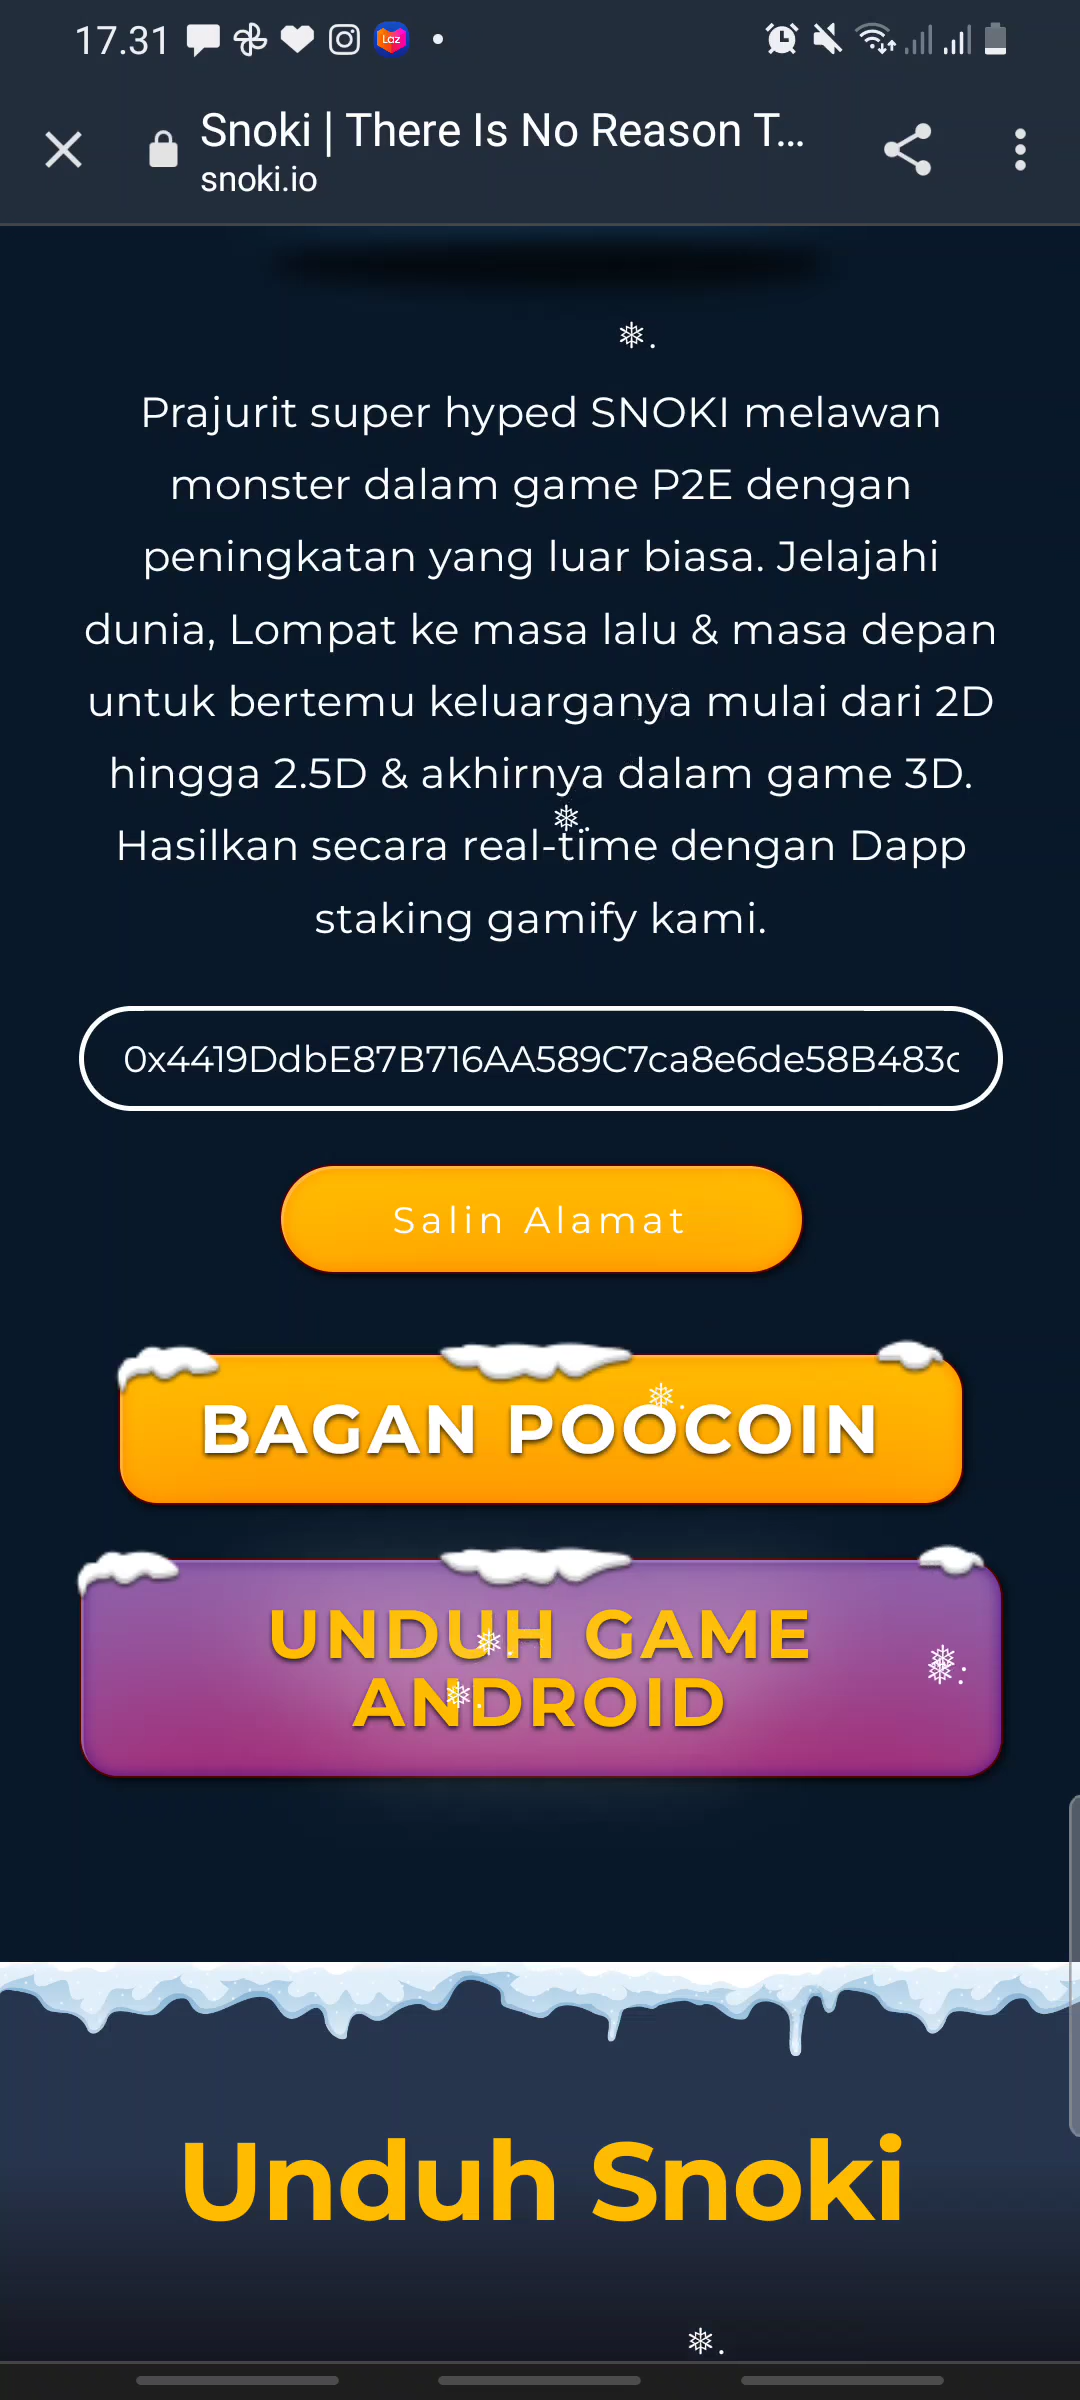 17.31
Laz
Snoki | There Is No Reason T...
snoki.io
Prajurit super hyped SNOKI melawan
monster dalam game P2E dengan
peningkatan yang luar biasa. Jelajahi
dunia, Lompat ke masa lalu & masa depan
untuk bertemu keluarganya mulai dari 2D
hingga 2.5D & akhirnya dalam game 3D.
Hasilkan secara real-time dengan Dapp
staking gamify kami.
0x4419DdbE87B716AA589C7ca8e6de58B483c
Salin Alamat
BAGAN POOCOIN
UNDUH GAME
ANDROID
Unduh Snoki